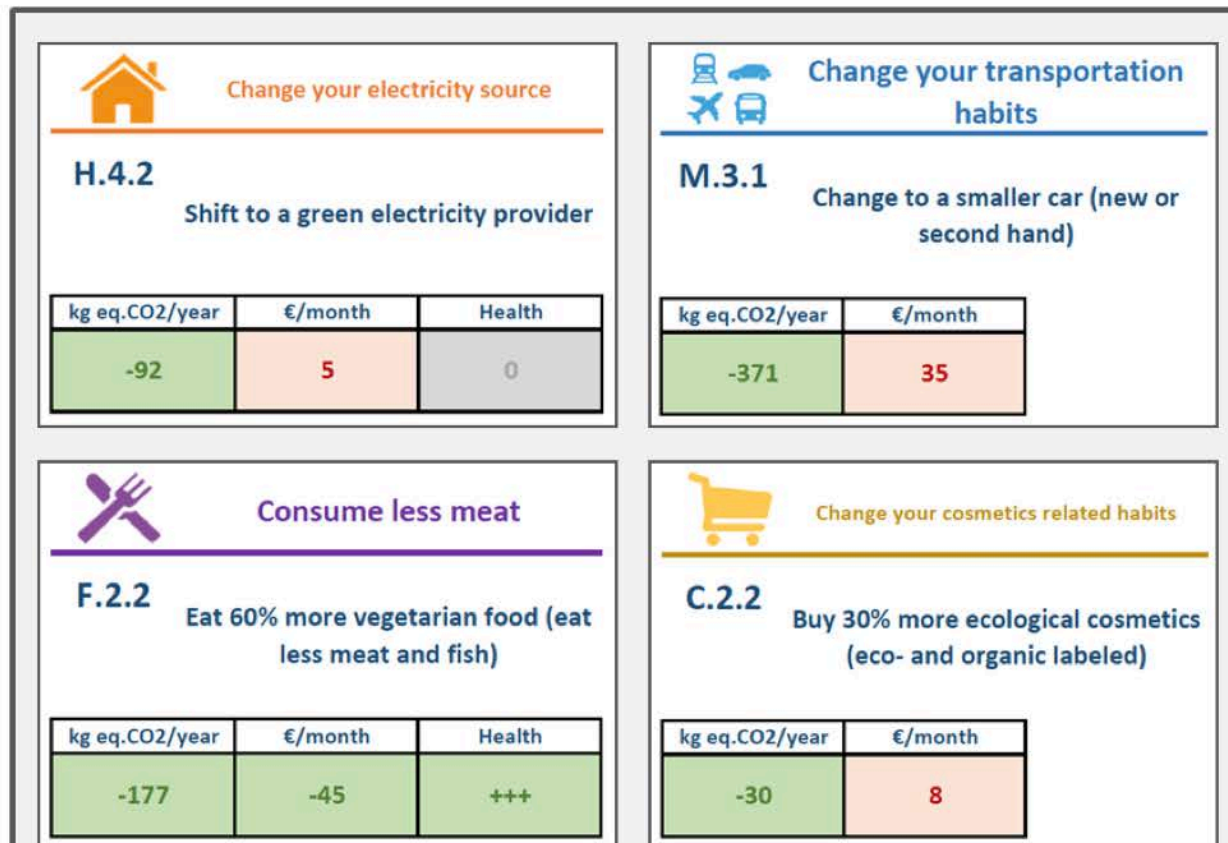 Change your electricity source
H.4.2
Shift to a green electricity provider
kg eq.CO2/year €/month Health
-92 5 0
Change your transportation
habits
M.3.1
Change to a smaller car (new or
second hand)
kg eq.CO2/year €/month
-371 35
Consume less meat
F.2.2
Eat 60% more vegetarian food (eat
less meat and fish)
kg eq.CO2/year €/month Health
-177 -45 +++
Change your cosmetics related habits
C.2.2
Buy 30% more ecological cosmetics
(eco- and organic labeled)
kg eq.CO2/year €/month
-30 8